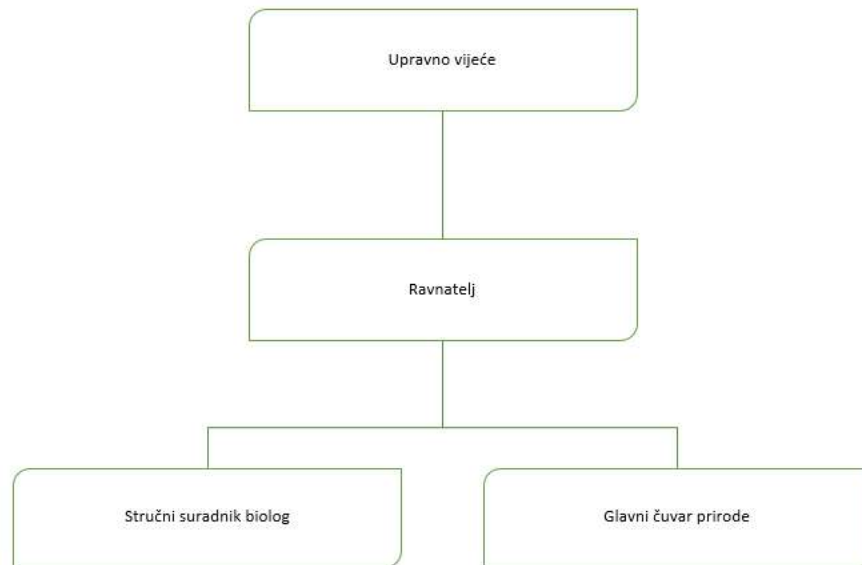 Upravno vijeće
Ravnatelj
Stručni suradnik biolog
Glavni čuvar prirode